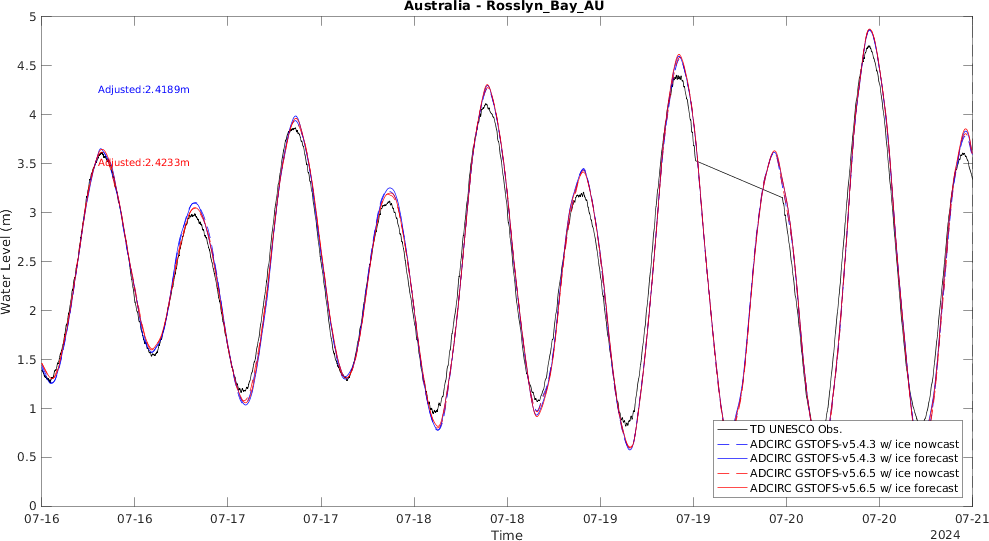 Australia - Rosslyn_Bay_AU
Water Level (m)
5
4.5
4
3.5
3
2.5
2
1.5
1
0.5
0
Adjusted:2.4189m
Adjusted:2.4233m
TD UNESCO Obs.
ADCIRC GSTOFS-v5.4.3 w/ ice nowcast
ADCIRC GSTOFS-v5.4.3 w/ ice forecast
ADCIRC GSTOFS-v5.6.5 w/ ice nowcast
ADCIRC GSTOFS-v5.6.5 w/ ice forecast
07-16 07-16 07-17 07-17 07-18 07-18 07-19 07-19 07-20 07-20 07-21
Time
2024